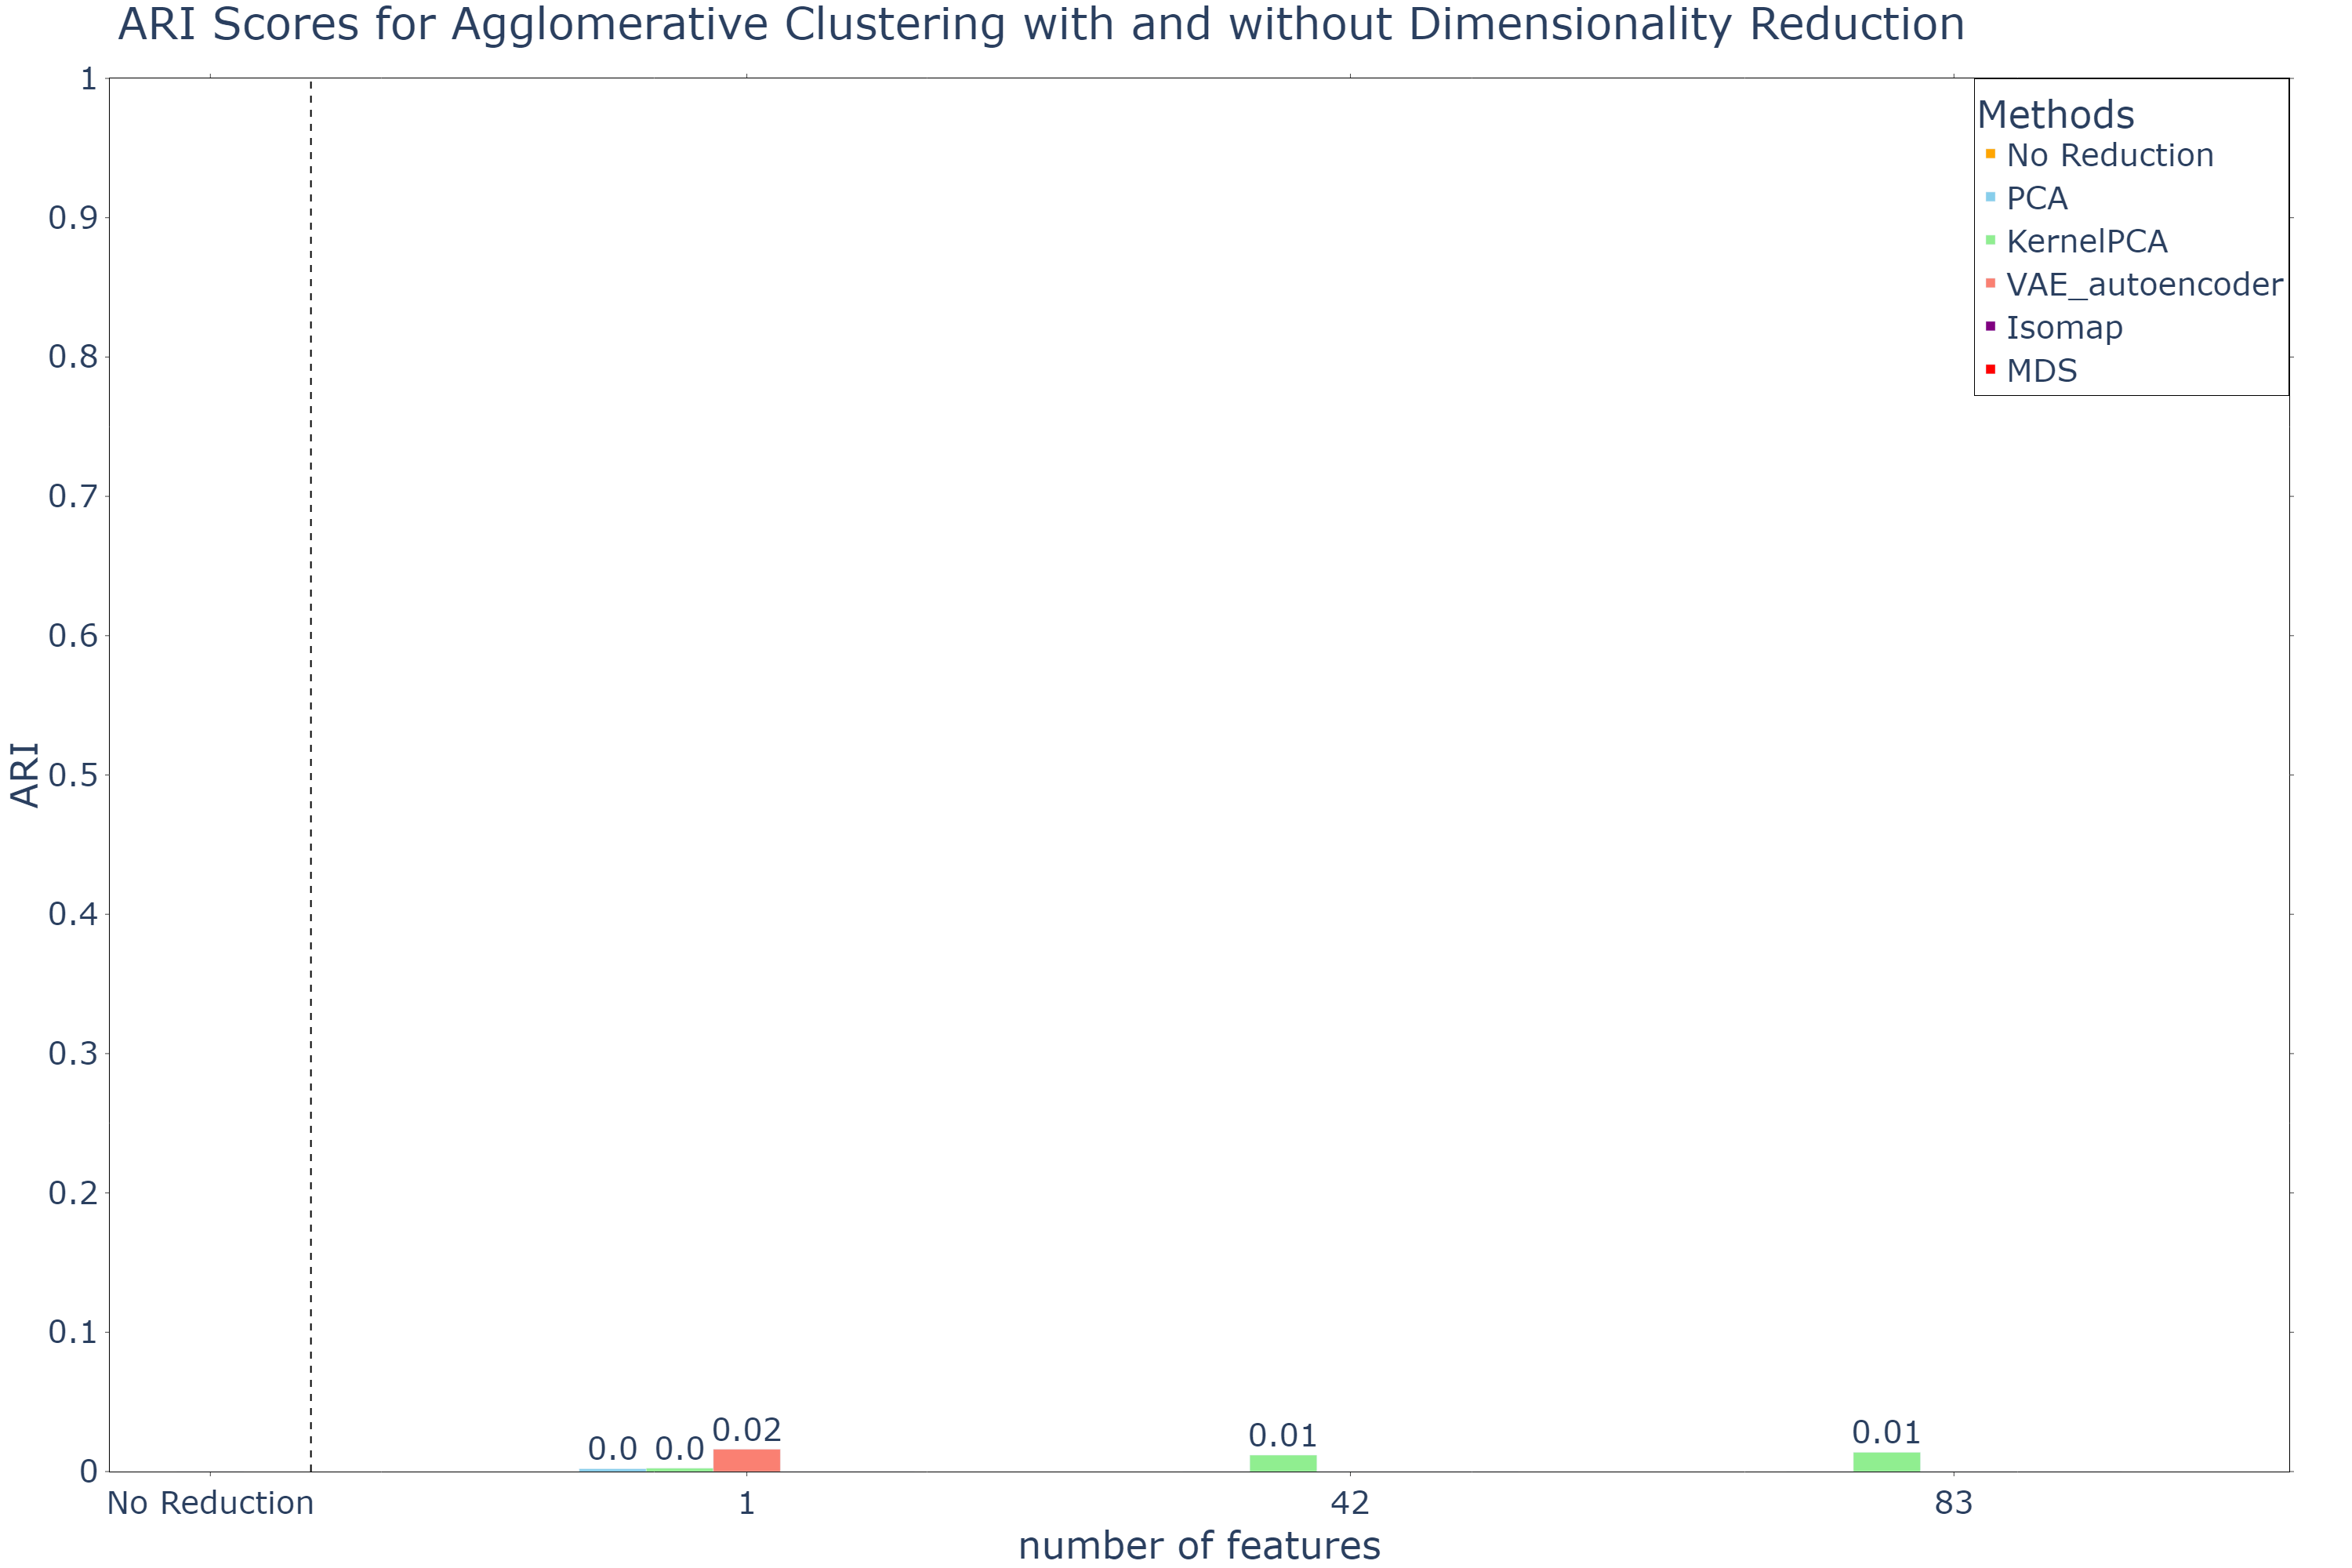 ARI Scores for Agglomerative Clustering with and without Dimensionality Reduction
Methods
No Reduction
PCA
KernelPCA
VAE_autoencoder
Isomap
MDS
ARI
1
0.9
0.8
0.7
0.6
0.5
0.4
0.3
0.2
0.1
0
0.0 0.0 0.02 0.01 0.01
No Reduction 1 42 83
number of features